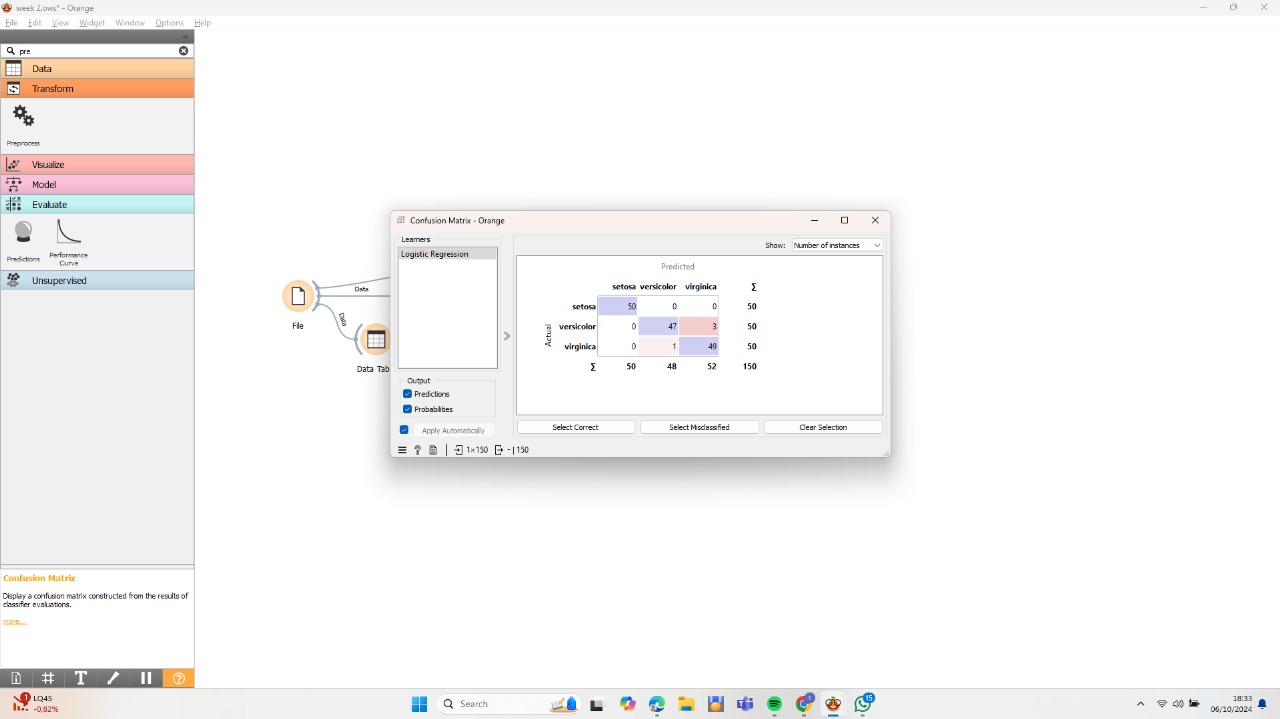 week 2.ows* - Orange
File Edit View Widget Window Options Help
pre
Data
Transform
Preprocess
Visualize
Model
Evaluate
Predictions
Performance
Curve
Unsupervised
Data
File
Data
Data Tab
Confusion Matrix - Orange
Learners
Logistic Regression
Output
Predictions
Probabilities
Apply Automatically
Show: Number of instances
Predicted
setosa versicolor virginica Σ
Actual
setosa 50 0 0 50
versicolor 0 47 3 50
virginica 0 1 49 50
Σ 50 48 52 150
Select Correct Select Misclassified Clear Selection
1×150 - | 150
Confusion Matrix
Display a confusion matrix constructed from the results of
classifier evaluations.
more...
1
LQ45
-0,82%
Search
15
18:33
06/10/2024